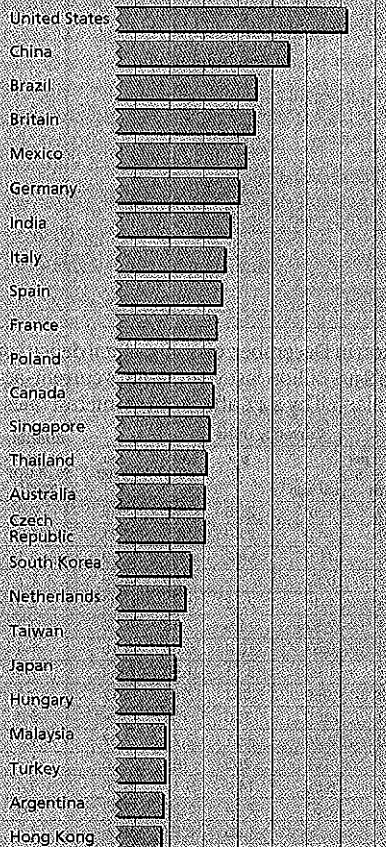 United States
China
Brazil
Britain
Mexico
Germany
India
Italy
Spain
France
Poland
Canada
Singapore
Thailand
Australia
Czech
Republic
South Korea
Netherlands
Taiwan
Japan
Hungary
Malaysia
Turkey
Argentina
Hong Kong